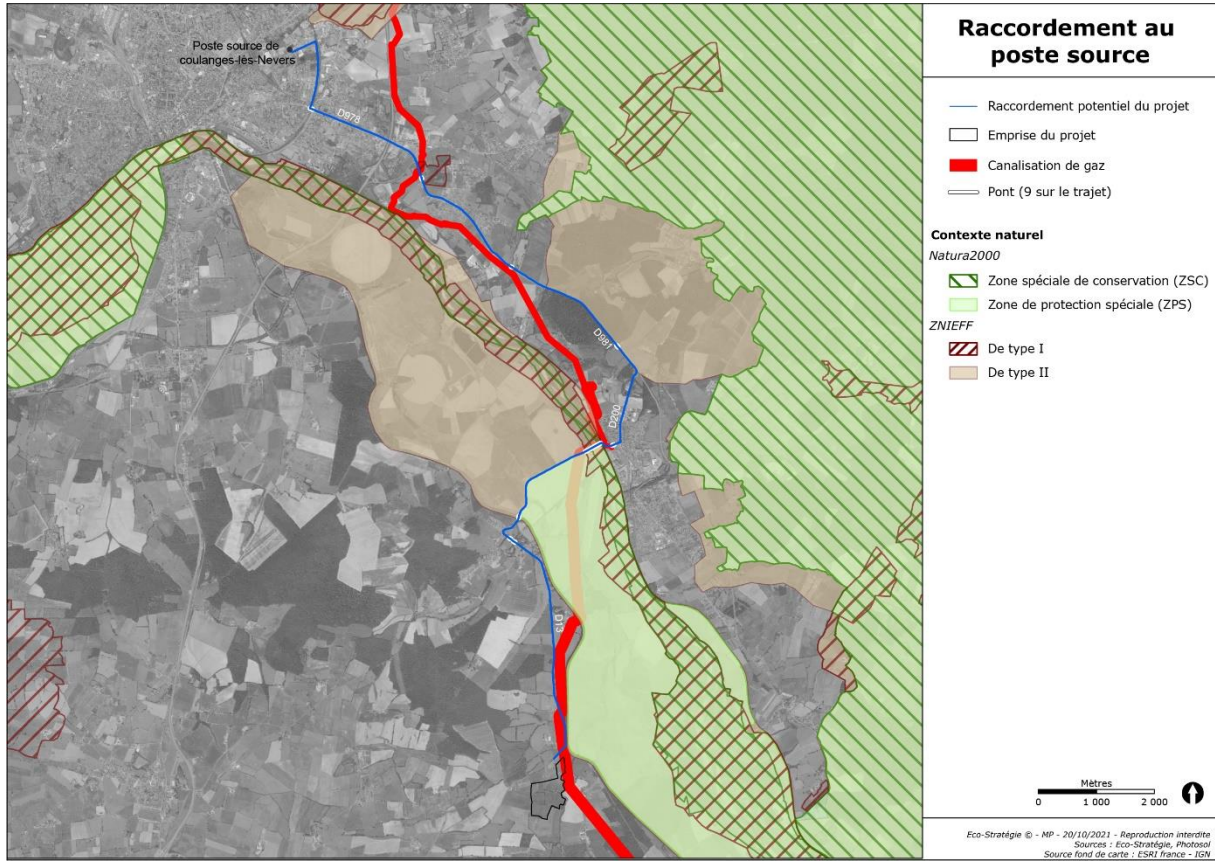 Poste source de
coulanges-lès-Nevers
D978
D981
D200
D13
Raccordement au
poste source
Raccordement potentiel du projet
Emprise du projet
Canalisation de gaz
Pont (9 sur le trajet)
Contexte naturel
Natura2000
Zone spéciale de conservation (ZSC)
Zone de protection spéciale (ZPS)
ZNIEFF
De type I
De type II
Mètres
0 1 000 2 000
Eco-Stratégie © - MP - 20/10/2021 - Reproduction interdite
Sources : Eco-Stratégie, Photosol
Source fond de carte : ESRI france - IGN